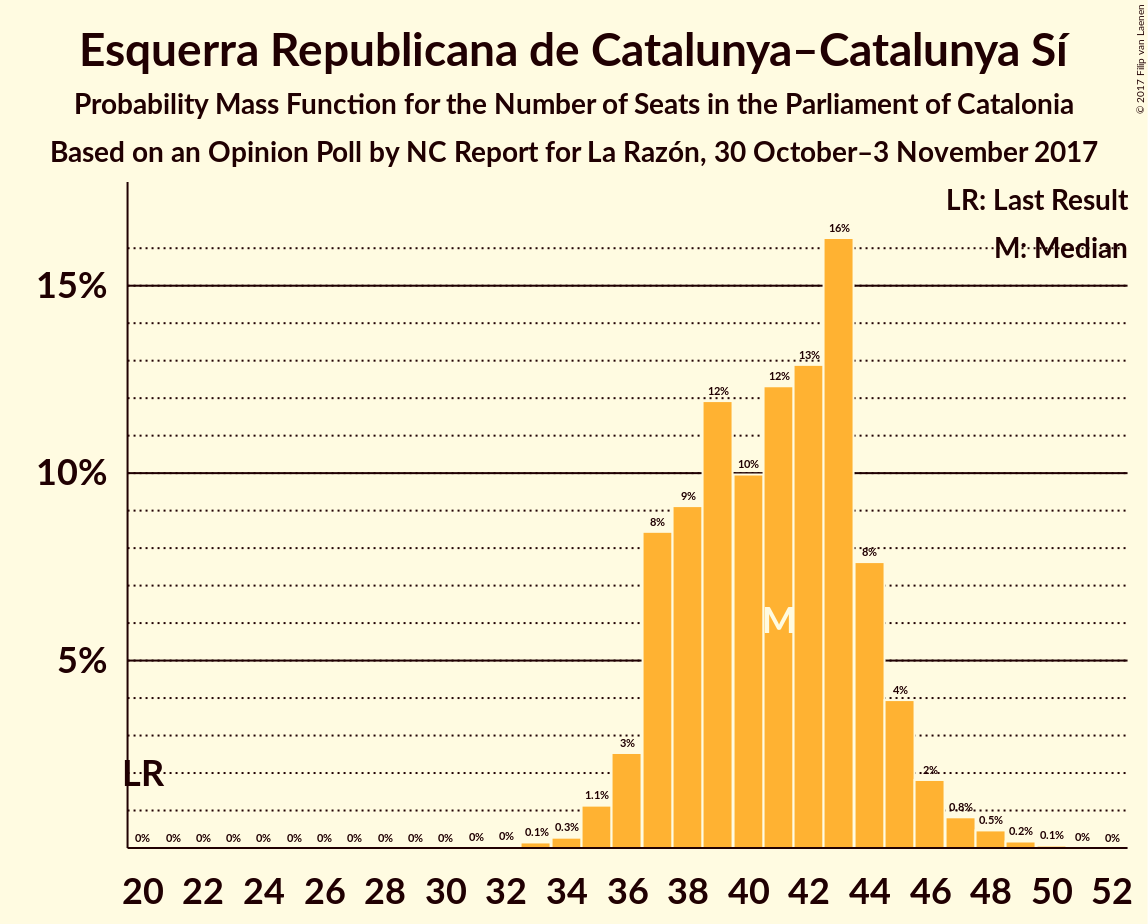 Esquerra Republicana de Catalunya–Catalunya Sí
Probability Mass Function for the Number of Seats in the Parliament of Catalonia
Based on an Opinion Poll by NC Report for La Razón, 30 October–3 November 2017
© 2017 Filip van Laenen
LR: Last Result
M: Median
15%
10%
5%
LR
M
0% 0% 0% 0% 0% 0% 0% 0% 0% 0% 0% 0% 0% 0.1% 0.3% 1.1% 3% 8% 9% 12% 10% 12% 13% 16% 8% 4% 2% 0.8% 0.5% 0.2% 0.1% 0% 0%
20 22 24 26 28 30 32 34 36 38 40 42 44 46 48 50 52